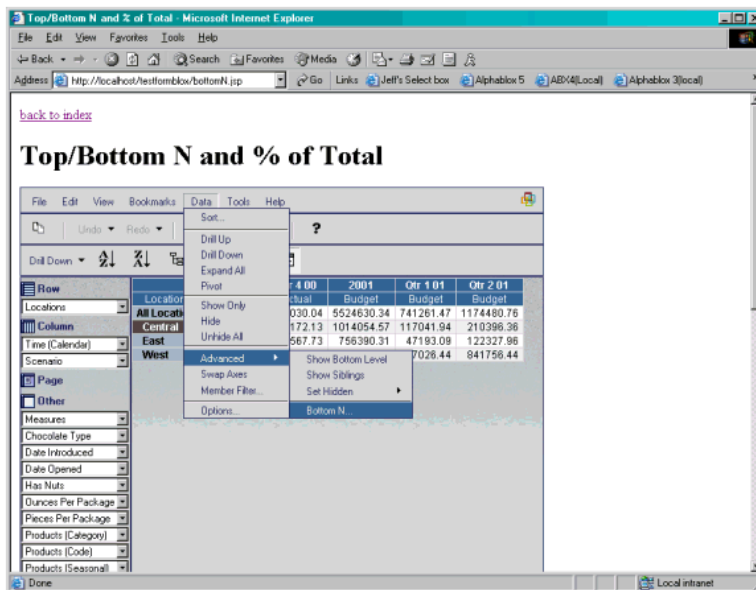 Top/Bottom N and % of Total - Microsoft Internet Explorer
File Edit View Favorites Tools Help
Back Search Favorites Media
Address http://localhost/testformblox/bottomN.jsp Go Links Jeff's Select box Alphablox 5 ABX4(Local) Alphablox 3(local)
back to index
Top/Bottom N and % of Total
File Edit View Bookmarks Data Tools Help
Undo Redo ?
Drill Down
Sort...
Drill Up
Drill Down
Expand All
Pivot
Show Only
Hide
Unhide All
Advanced
Swap Axes
Member Filter...
Options...
Show Bottom Level
Show Siblings
Set Hidden
Bottom N...
Row
Locations
Column
Time (Calendar)
Scenario
Page
Other
Measures
Chocolate Type
Date Introduced
Date Opened
Has Nuts
Ounces Per Package
Pieces Per Package
Products (Category)
Products (Code)
Products (Seasonal)
r 4 00 2001 Qtr 1 01 Qtr 2 01
Location ctual Budget Budget Budget
All Locati 030.04 5524630.34 741261.47 1174480.76
Central 172.13 1014054.57 117041.94 210396.36
East 567.73 756390.31 47193.09 122327.96
West 7026.44 841756.44
Done Local intranet